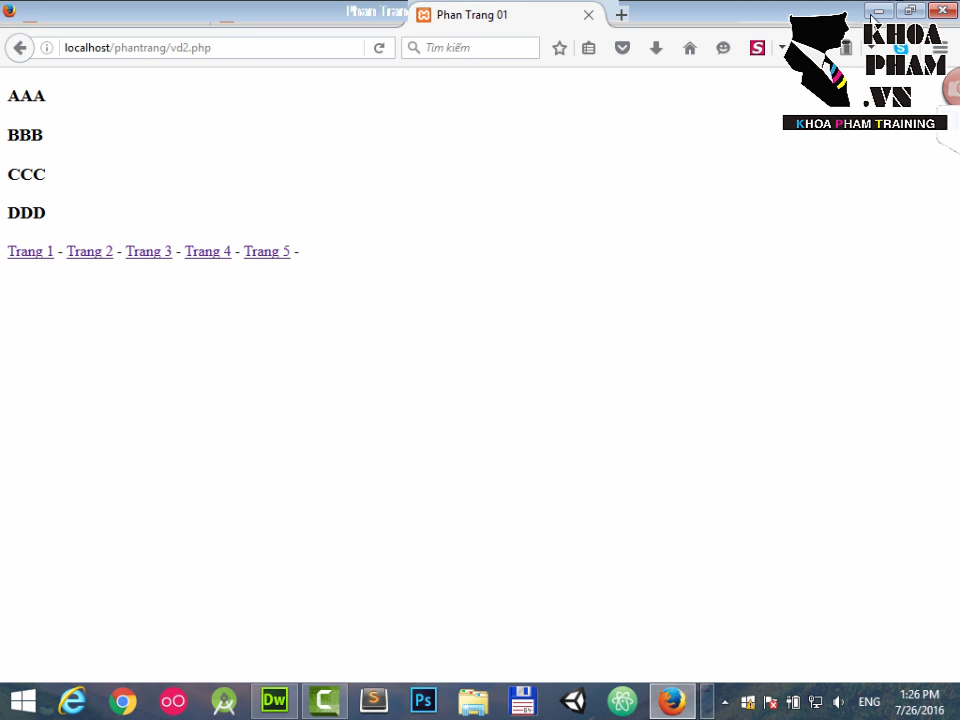 Phan Trang 01
localhost/phantrang/vd2.php
Tìm kiếm
S
KHOA
PHAM
.VN
KHOA PHAM TRAINING
AAA
BBB
CCC
DDD
Trang 1 - Trang 2 - Trang 3 - Trang 4 - Trang 5 -
Dw
S
Ps
64
ENG
1:26 PM
7/26/2016